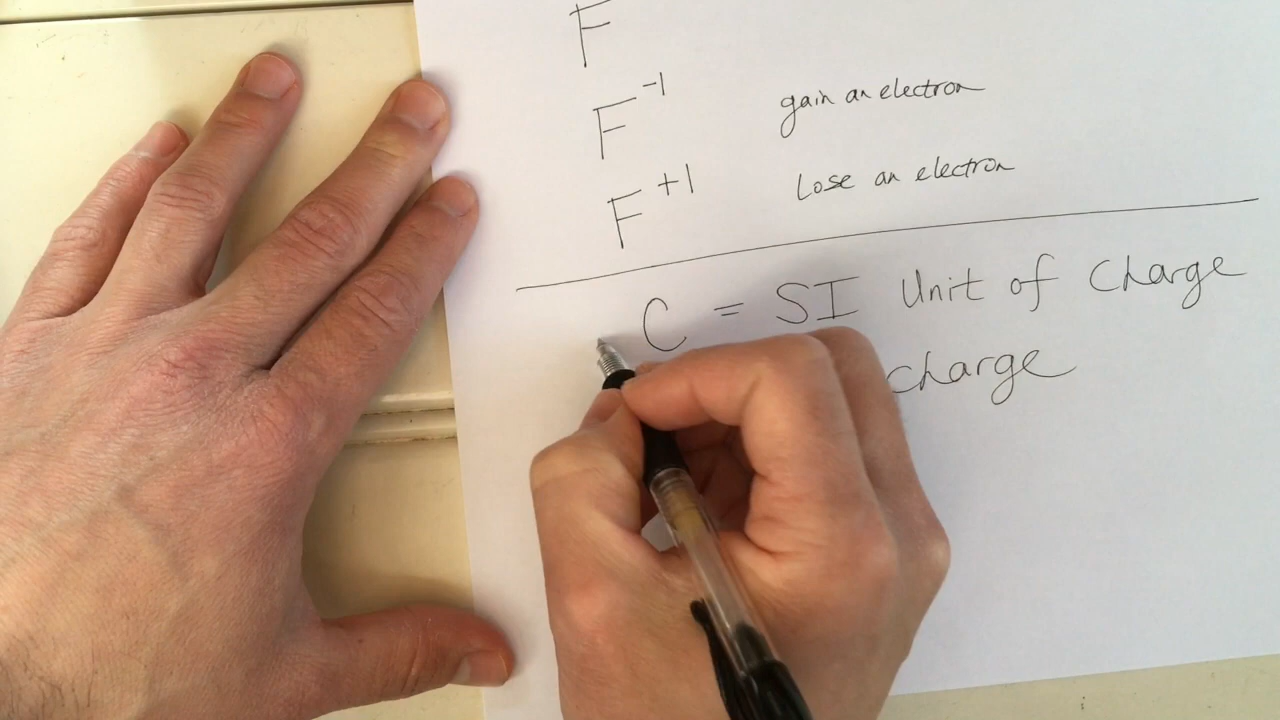 F
F⁻¹ gain an electron
F⁺¹ Lose an electron
C = SI Unit of Charge
charge